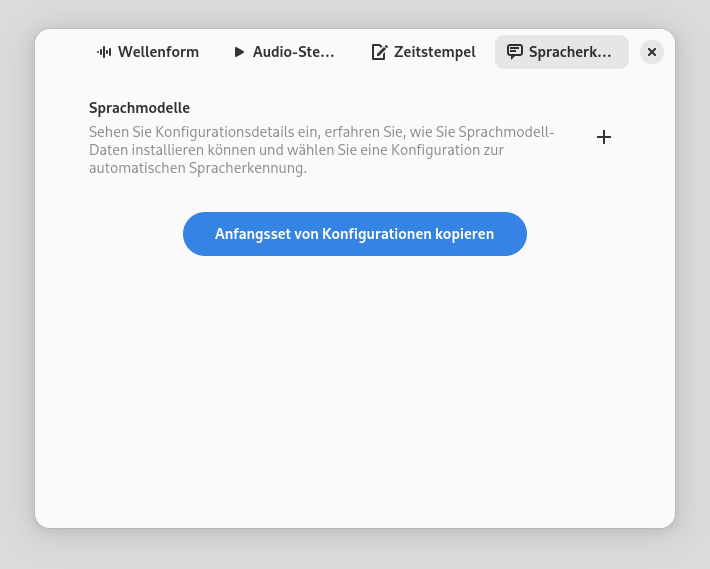 Wellenform
Audio-Ste...
Zeitstempel
Spracherk...
Sprachmodelle
Sehen Sie Konfigurationsdetails ein, erfahren Sie, wie Sie Sprachmodell-
Daten installieren können und wählen Sie eine Konfiguration zur
automatischen Spracherkennung.
Anfangsset von Konfigurationen kopieren